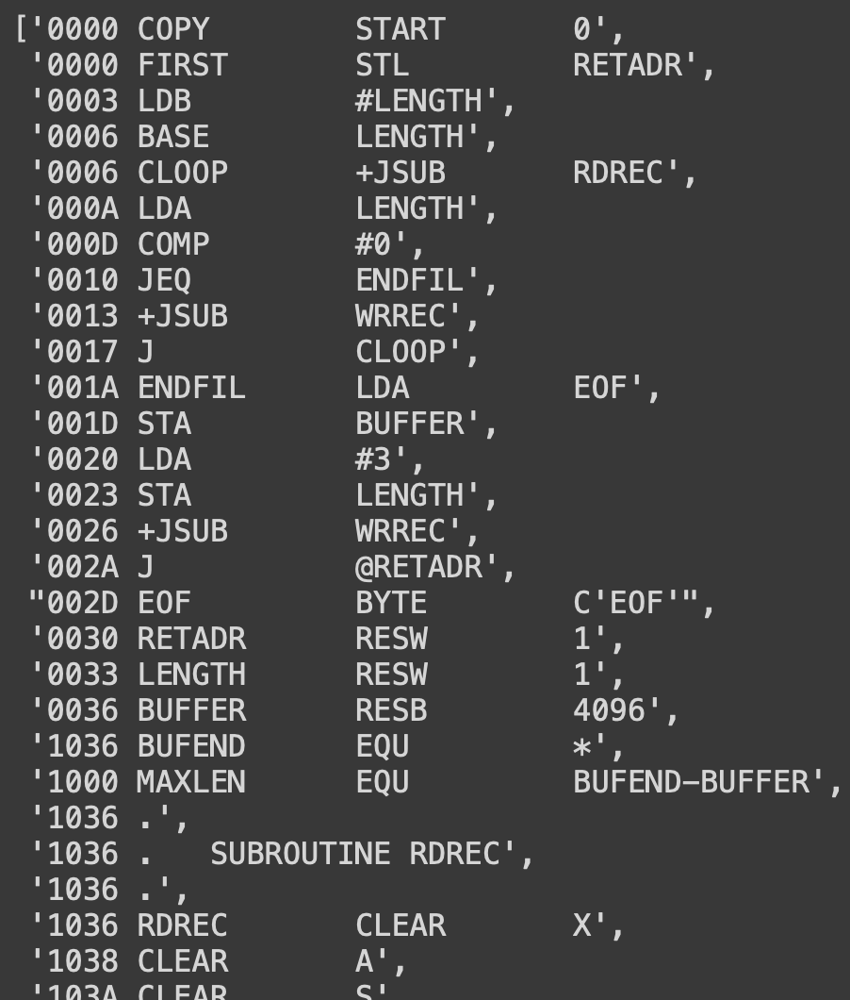 ['0000 COPY        START       0',
'0000 FIRST       STL         RETADR',
'0003 LDB         #LENGTH',
'0006 BASE        LENGTH',
'0006 CLOOP       +JSUB       RDREC',
'000A LDA         LENGTH',
'000D COMP        #0',
'0010 JEQ         ENDFIL',
'0013 +JSUB       WRREC',
'0017 J           CLOOP',
'001A ENDFIL      LDA         EOF',
'001D STA         BUFFER',
'0020 LDA         #3',
'0023 STA         LENGTH',
'0026 +JSUB       WRREC',
'002A J           @RETADR',
"002D EOF         BYTE        C'EOF'",
'0030 RETADR      RESW        1',
'0033 LENGTH      RESW        1',
'0036 BUFFER      RESB        4096',
'1036 BUFEND      EQU         *',
'1000 MAXLEN      EQU         BUFEND-BUFFER',
'1036 .',
'1036 .   SUBROUTINE RDREC',
'1036 .',
'1036 RDREC       CLEAR       X',
'1038 CLEAR       A',
'103A CLEAR       S'